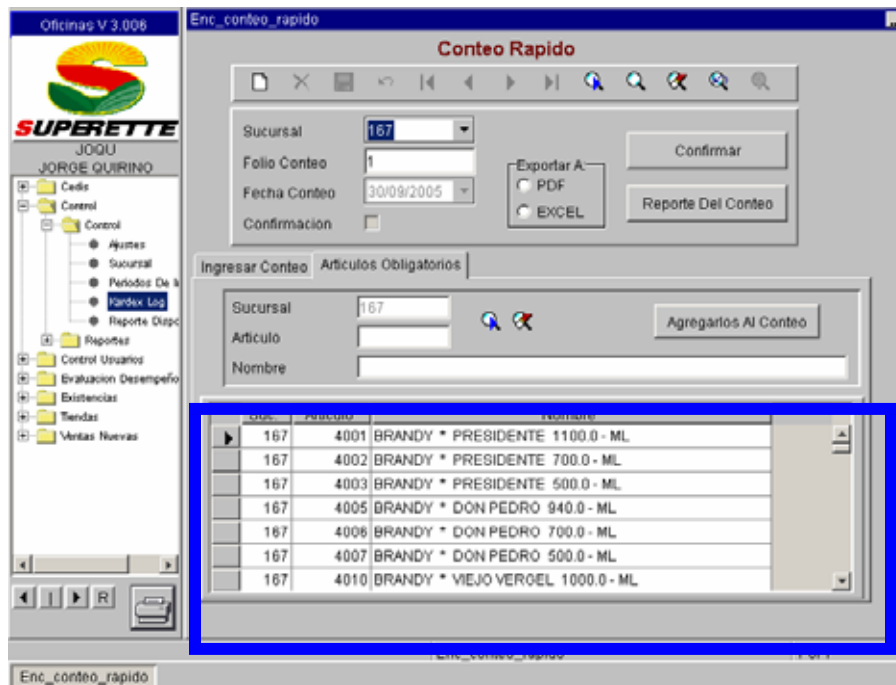 Oficinas V 3.006
SUPERETTE
JOQU
JORGE QUIRINO
Cedis
Control
Control
Ajustes
Sucursal
Periodos De
Kardex Log
Reporte Dispo
Reportes
Control Usuarios
Evaluacion Desempeño
Existencias
Tiendas
Ventas Nuevas
R
Enc_conteo_rapido
Conteo Rapido
Sucursal 167
Folio Conteo 1
Fecha Conteo 30/09/2005
Confirmacion
Exportar A:
PDF
EXCEL
Confirmar
Reporte Del Conteo
Ingresar Conteo Articulos Obligatorios
Sucursal 167
Articulo
Nombre
Agregarlos Al Conteo
Suc. Articulo Nombre
167 4001 BRANDY * PRESIDENTE 1100.0 - ML
167 4002 BRANDY * PRESIDENTE 700.0 - ML
167 4003 BRANDY * PRESIDENTE 500.0 - ML
167 4005 BRANDY * DON PEDRO 940.0 - ML
167 4006 BRANDY * DON PEDRO 700.0 - ML
167 4007 BRANDY * DON PEDRO 500.0 - ML
167 4010 BRANDY * VIEJO VERGEL 1000.0 - ML
Enc_conteo_rapido
Enc_conteo_rapido